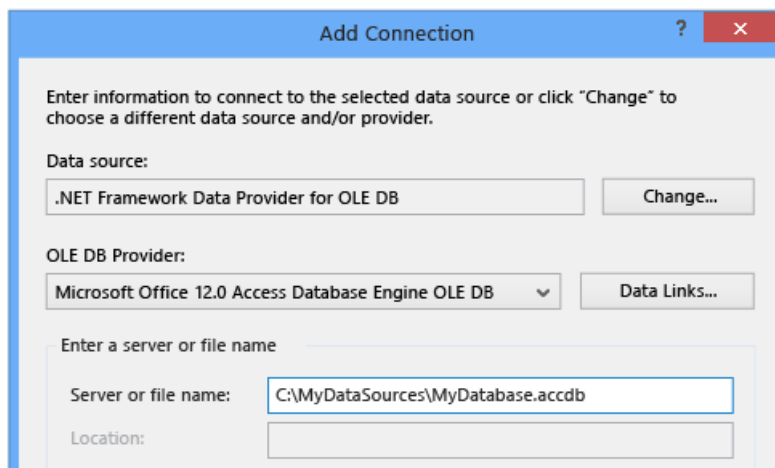 Add Connection
?
Enter information to connect to the selected data source or click "Change" to
choose a different data source and/or provider.
Data source:
.NET Framework Data Provider for OLE DB
Change...
OLE DB Provider:
Microsoft Office 12.0 Access Database Engine OLE DB
Data Links...
Enter a server or file name
Server or file name:
C:\MyDataSources\MyDatabase.accdb
Location: